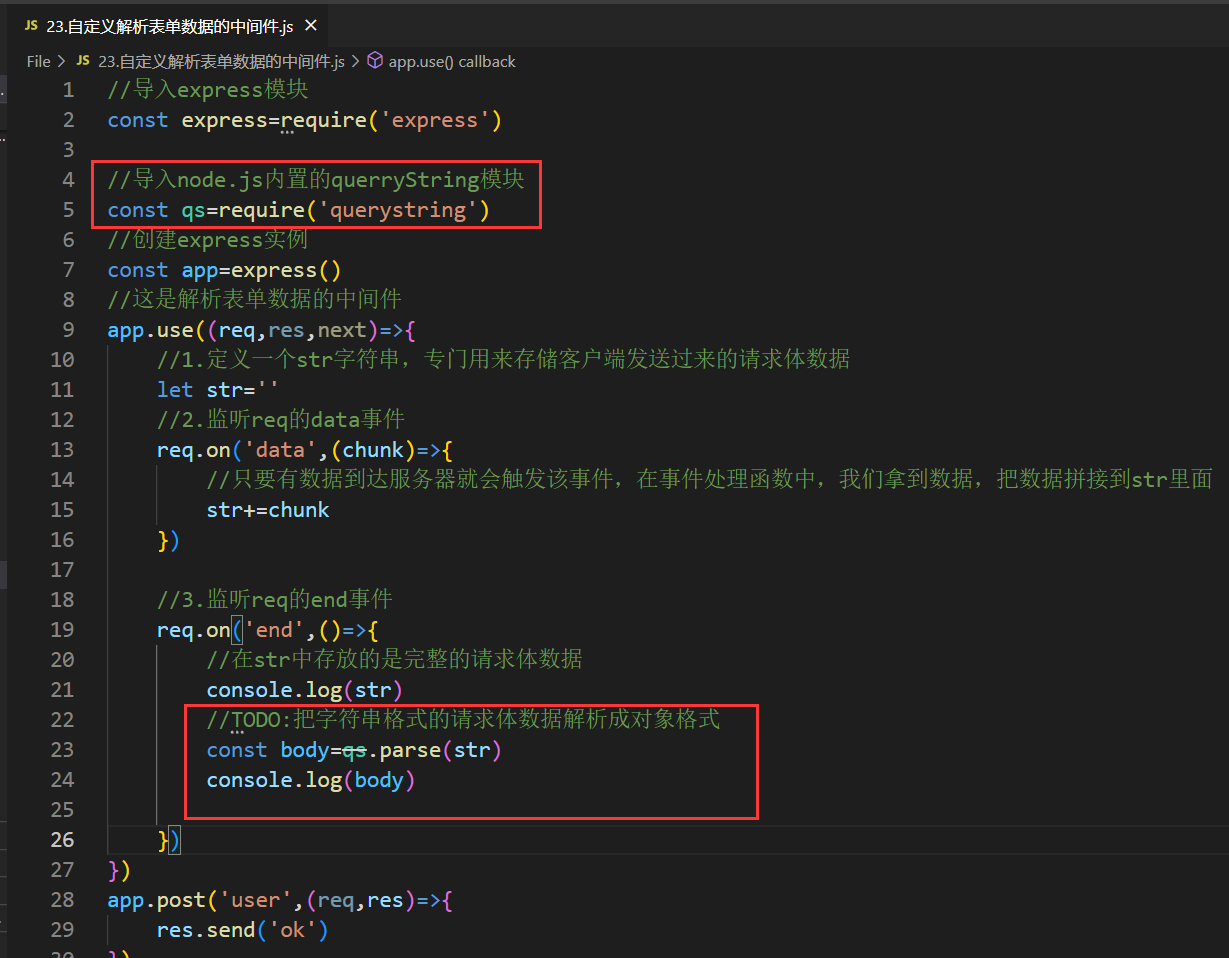 JS 23.自定义解析表单数据的中间件.js ×
File > JS 23.自定义解析表单数据的中间件.js > app.use() callback
1 //导入express模块
2 const express=require('express')
3
4 //导入node.js内置的querryString模块
5 const qs=require('querystring')
6 //创建express实例
7 const app=express()
8 //这是解析表单数据的中间件
9 app.use((req,res,next)=>{
10 //1.定义一个str字符串，专门用来存储客户端发送过来的请求体数据
11 let str=''
12 //2.监听req的data事件
13 req.on('data',(chunk)=>{
14 //只要有数据到达服务器就会触发该事件，在事件处理函数中，我们拿到数据，把数据拼接到str里面
15 str+=chunk
16 })
17
18 //3.监听req的end事件
19 req.on('end',()=>{
20 //在str中存放的是完整的请求体数据
21 console.log(str)
22 //TODO:把字符串格式的请求体数据解析成对象格式
23 const body=qs.parse(str)
24 console.log(body)
25
26 })
27 })
28 app.post('user',(req,res)=>{
29 res.send('ok')
30 })